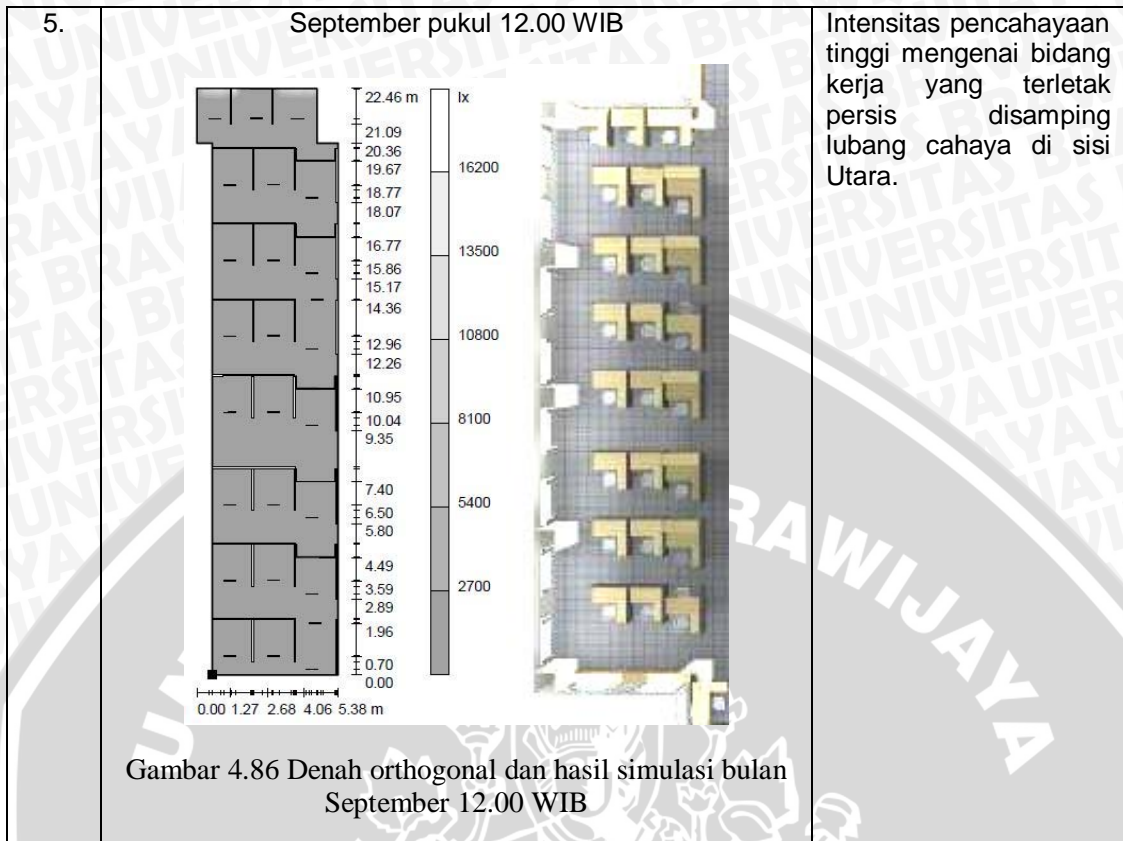 5.
September pukul 12.00 WIB
22.46 m
21.09
20.36
19.67
18.77
18.07
16.77
15.86
15.17
14.36
12.96
12.26
10.95
10.04
9.35
7.40
6.50
5.80
4.49
3.59
2.89
1.96
0.70
0.00
0.00 1.27 2.68 4.06 5.38 m
lx
16200
13500
10800
8100
5400
2700
Gambar 4.86 Denah orthogonal dan hasil simulasi bulan
September 12.00 WIB
Intensitas pencahayaan
tinggi mengenai bidang
kerja yang terletak
persis disamping
lubang cahaya di sisi
Utara.
UNIVERSITAS BRAWIJAYA